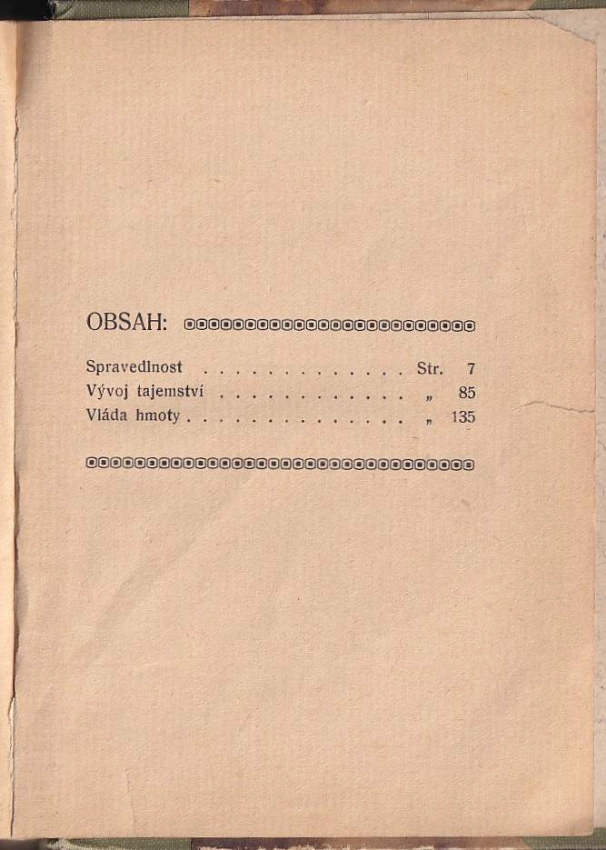 OBSAH:
Spravedlnost . . . . . . . . . . . . . Str. 7
Vývoj tajemství . . . . . . . . . . . . „ 85
Vláda hmoty . . . . . . . . . . . . . . „ 135